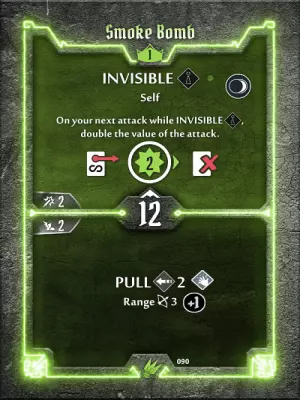 Smoke Bomb
1
INVISIBLE
Self
On your next attack while INVISIBLE,
double the value of the attack.
S 2
2
2
12
PULL 2
Range 3 +1
090